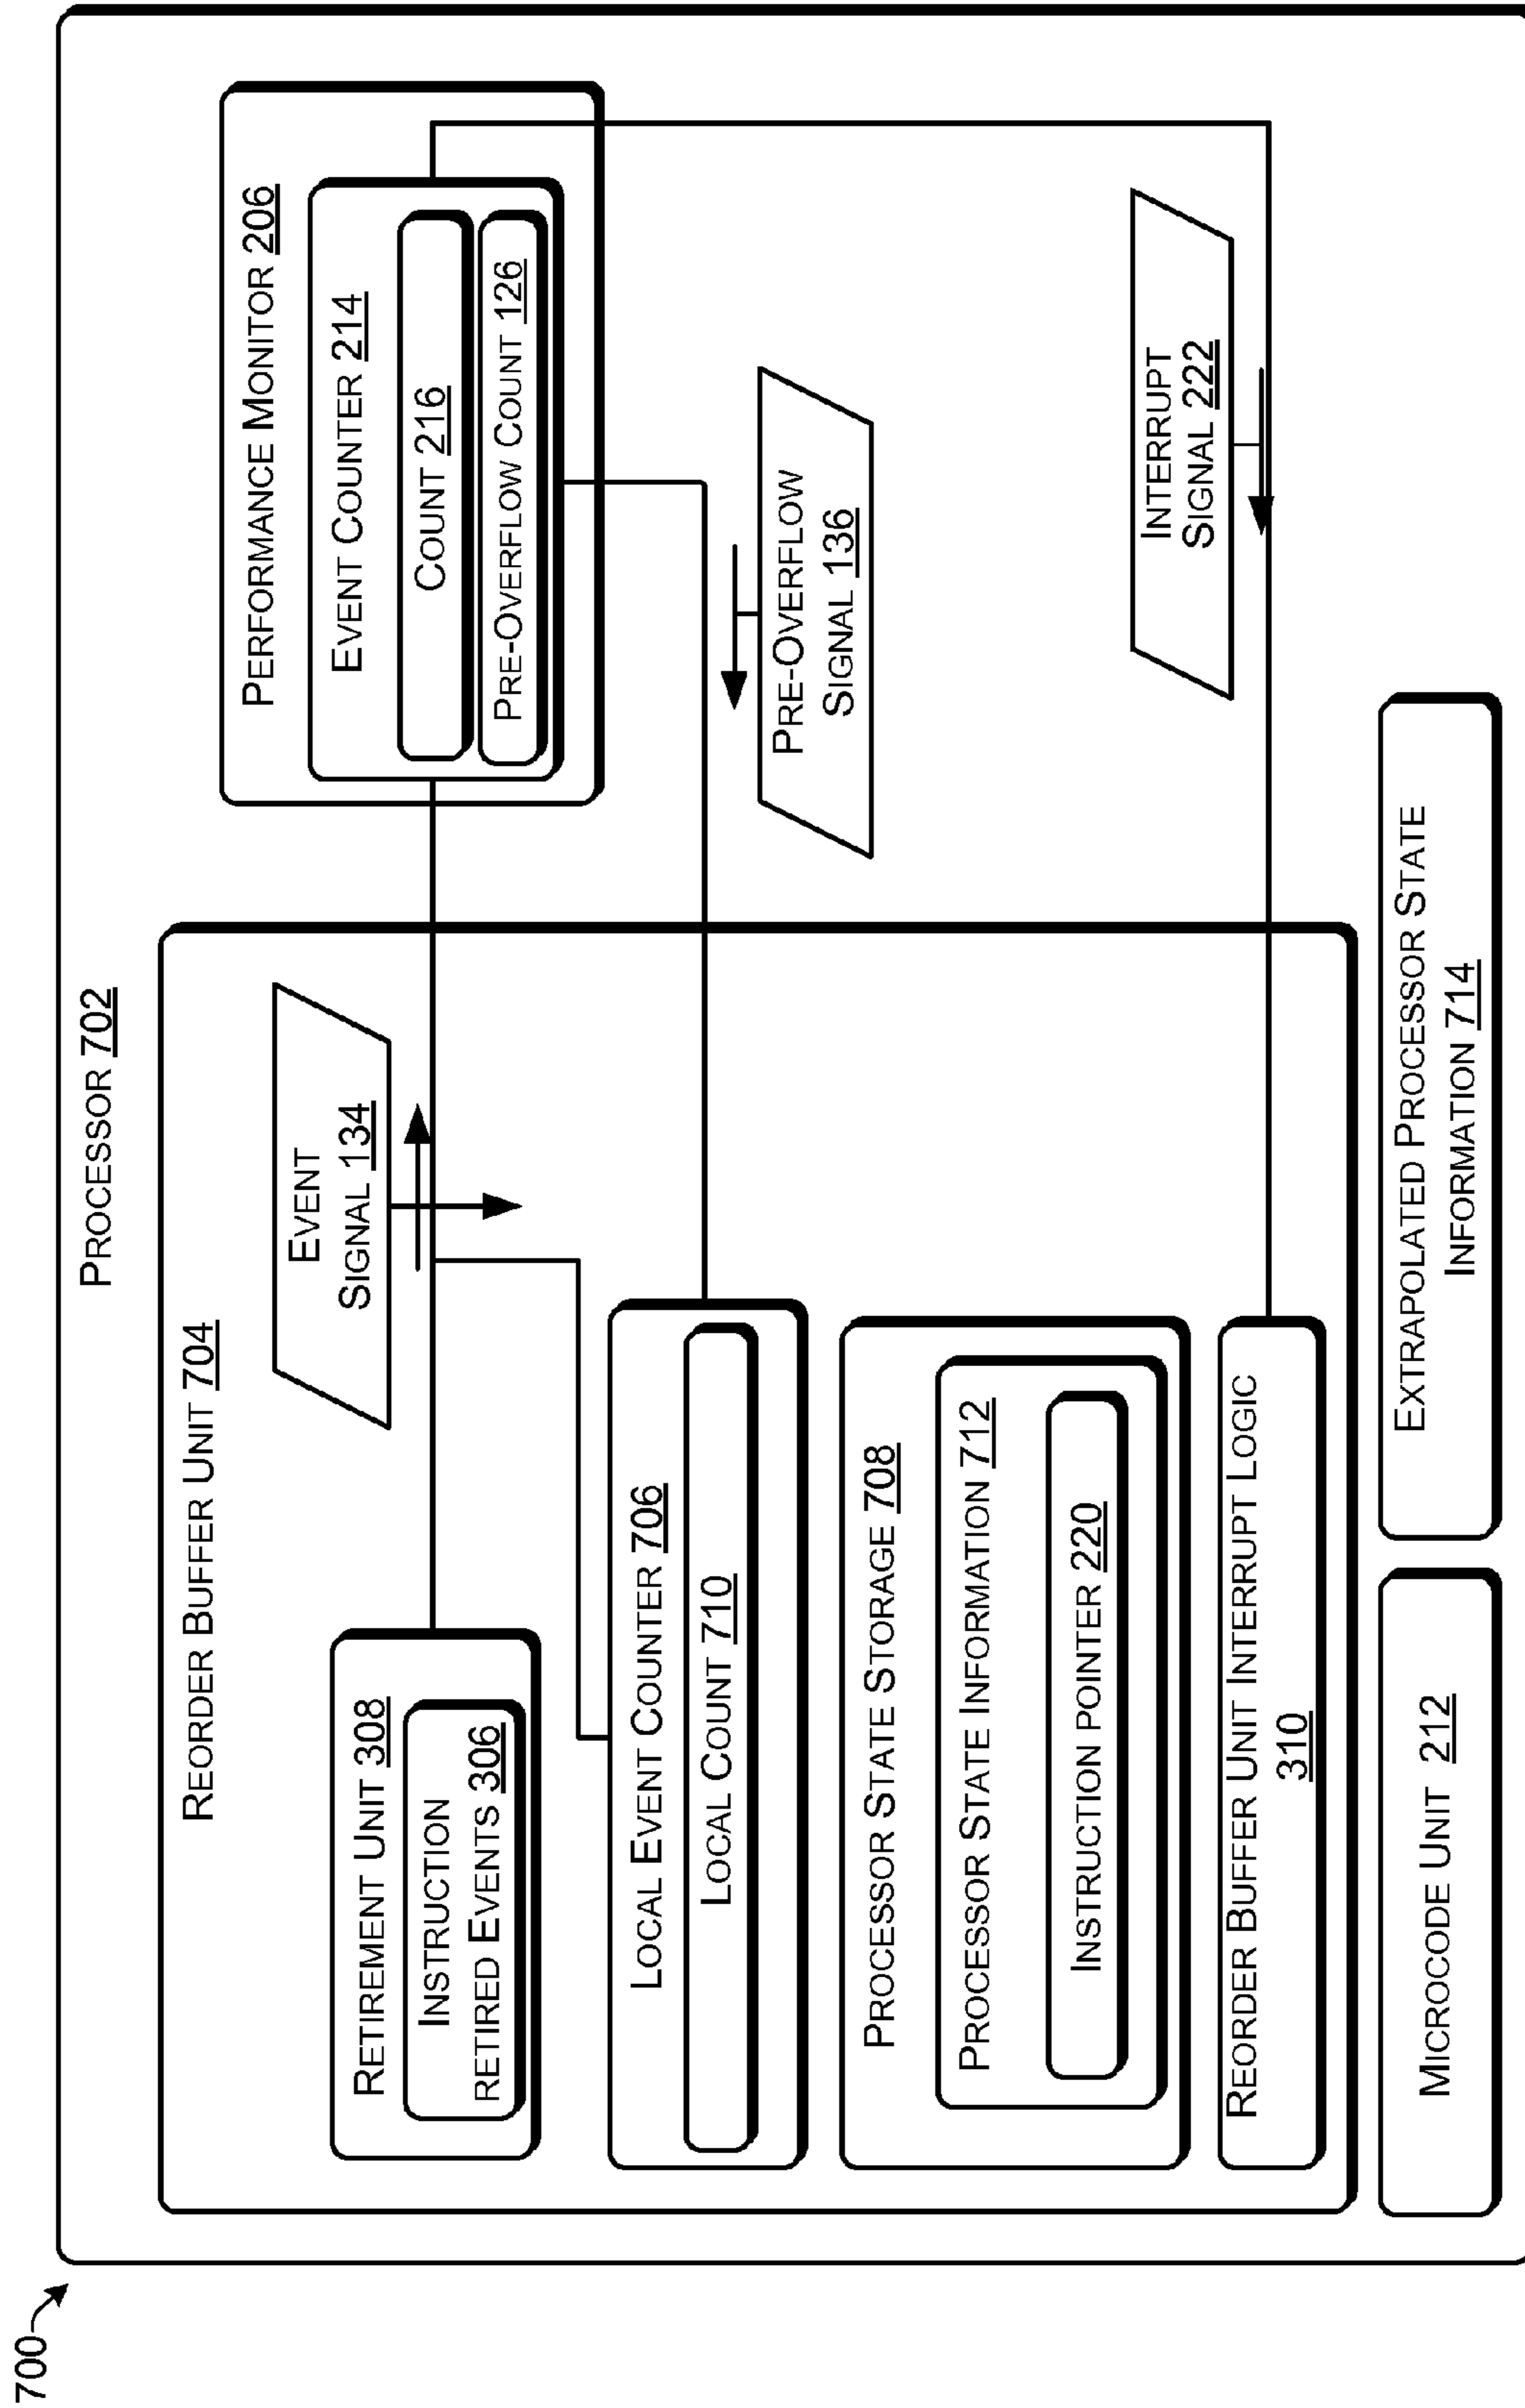 700
PROCESSOR 702
REORDER BUFFER UNIT 704
RETIREMENT UNIT 308
INSTRUCTION
RETIRED EVENTS 306
EVENT
SIGNAL 134
LOCAL EVENT COUNTER 706
LOCAL COUNT 710
PROCESSOR STATE STORAGE 708
PROCESSOR STATE INFORMATION 712
INSTRUCTION POINTER 220
REORDER BUFFER UNIT INTERRUPT LOGIC
310
PERFORMANCE MONITOR 206
EVENT COUNTER 214
COUNT 216
PRE-OVERFLOW COUNT 126
PRE-OVERFLOW
SIGNAL 136
INTERRUPT
SIGNAL 222
MICROCODE UNIT 212
EXTRAPOLATED PROCESSOR STATE
INFORMATION 714